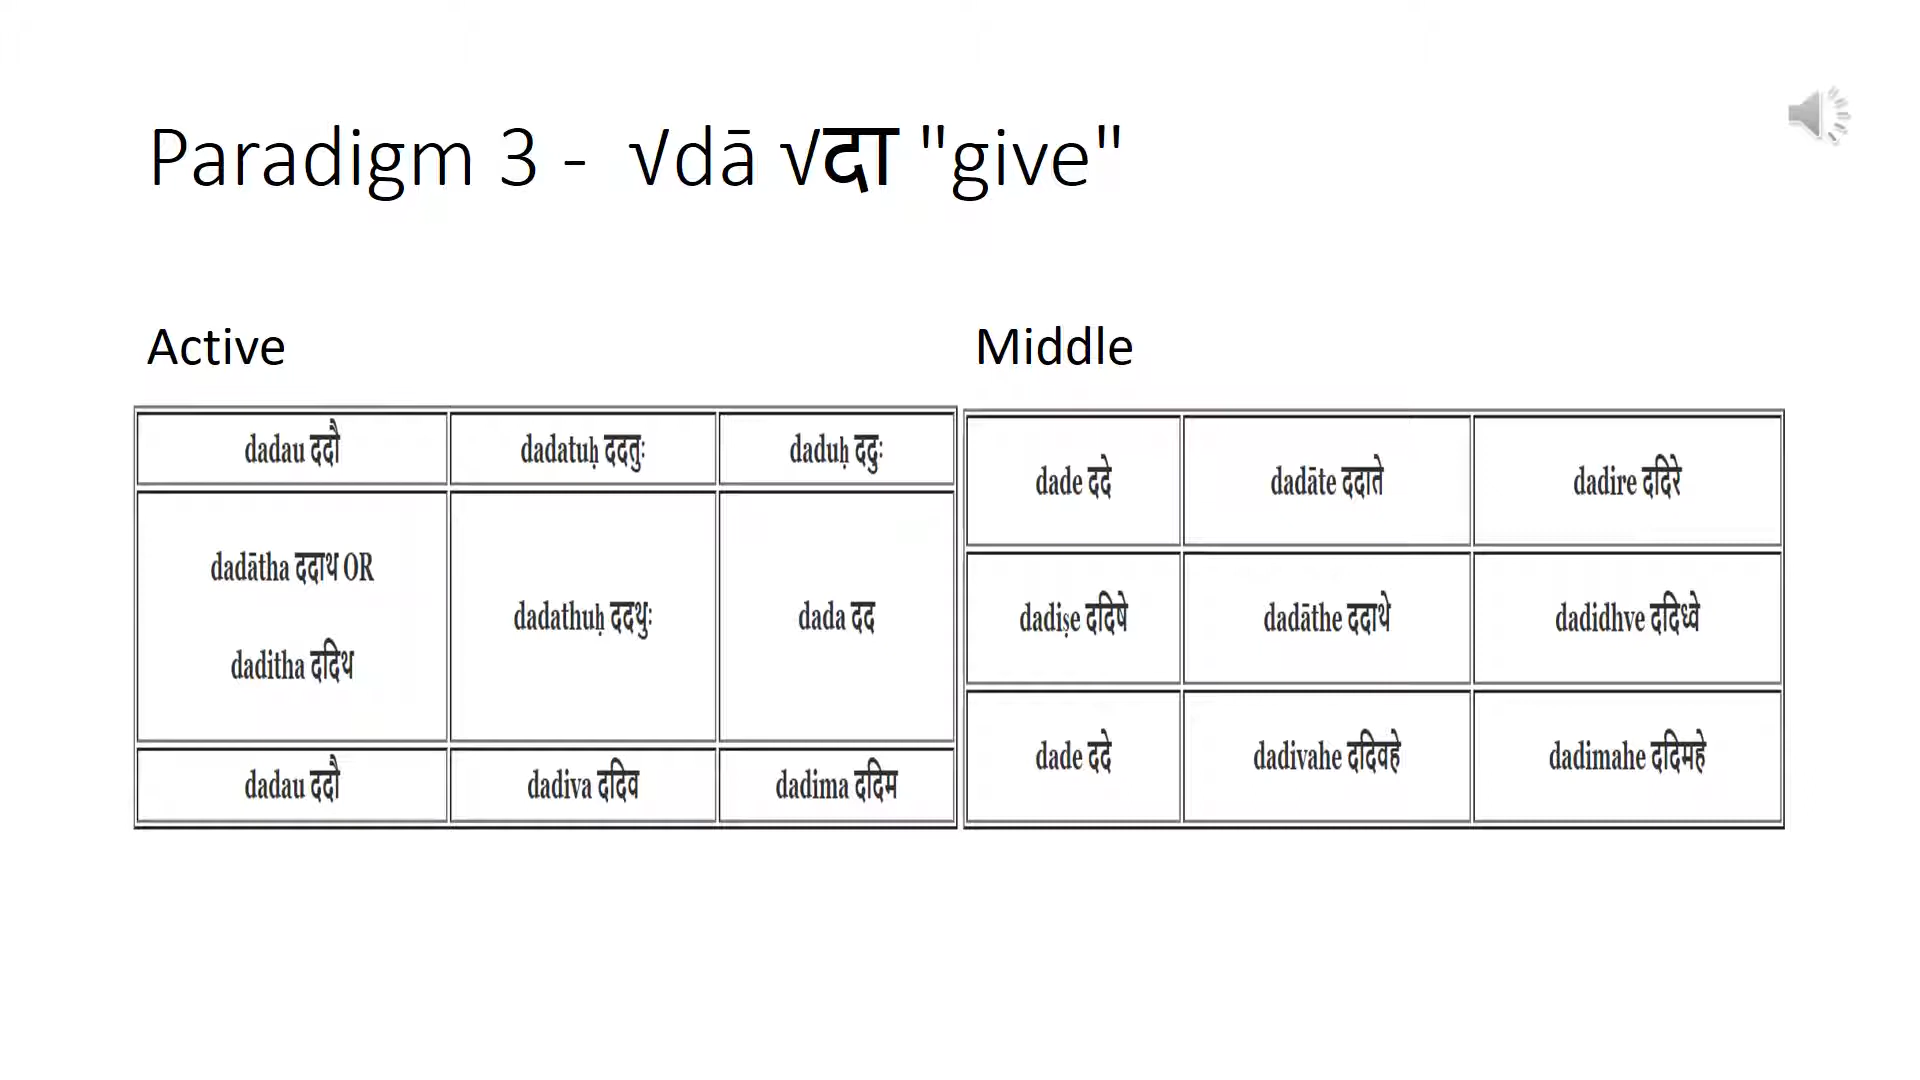 Paradigm 3 - √dā √दा "give"
Active
dadau ददौ
dadatuḥ ददतुः
daduḥ ददुः
dadātha ददाथ OR
daditha ददिथ
dadathuḥ ददथुः
dada दद
dadau ददौ
dadiva ददिव
dadima ददिम
Middle
dade ददे
dadāte ददाते
dadire ददिरे
dadiṣe ददिषे
dadāthe ददाथे
dadidhve ददिध्वे
dade ददे
dadivahe ददिवहे
dadimahe ददिमहे